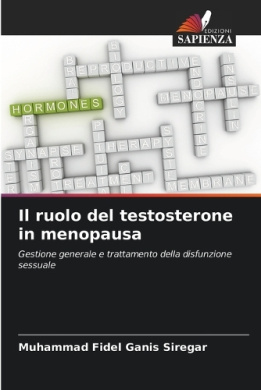 EDIZIONI
SAPIENZA
HORMONES
Il ruolo del testosterone
in menopausa
Gestione generale e trattamento della disfunzione
sessuale
Muhammad Fidel Ganis Siregar